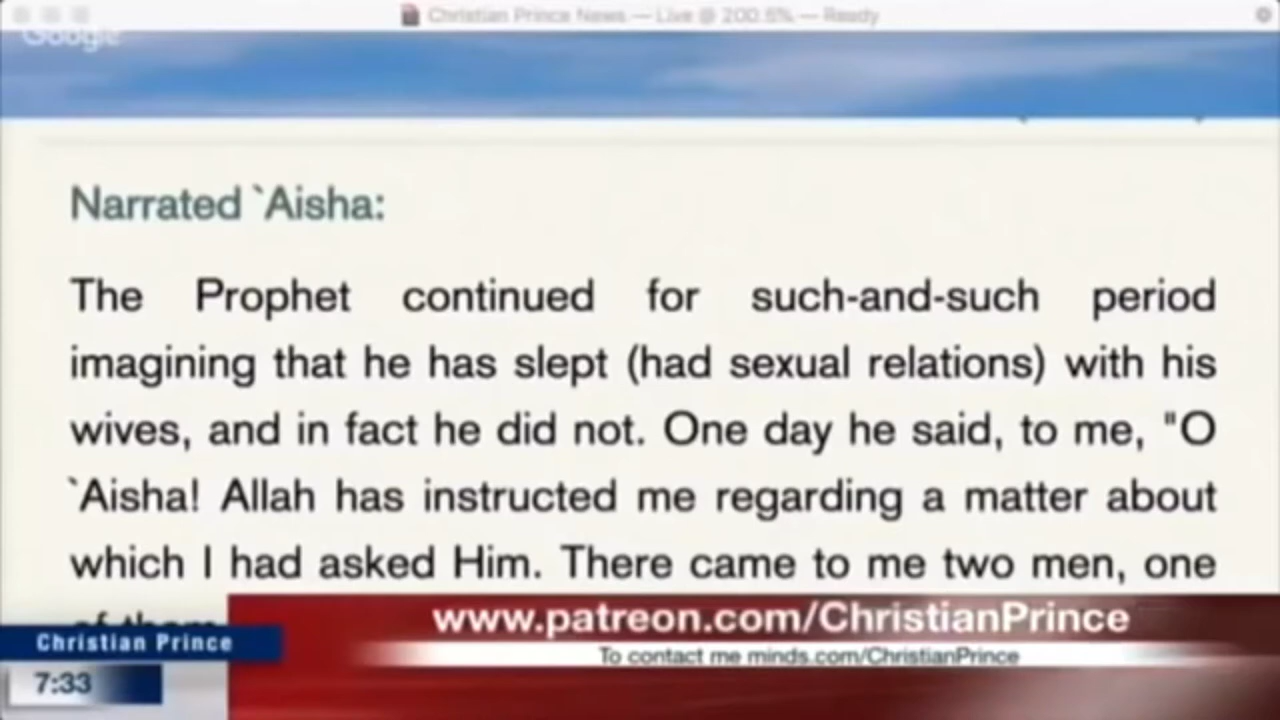 Christian Prince News — Live @ 200.5% — Ready
Google
Narrated `Aisha:
The Prophet continued for such-and-such period
imagining that he has slept (had sexual relations) with his
wives, and in fact he did not. One day he said, to me, "O
`Aisha! Allah has instructed me regarding a matter about
which I had asked Him. There came to me two men, one
of them
www.patreon.com/ChristianPrince
Christian Prince
To contact me minds.com/ChristianPrince
7:33